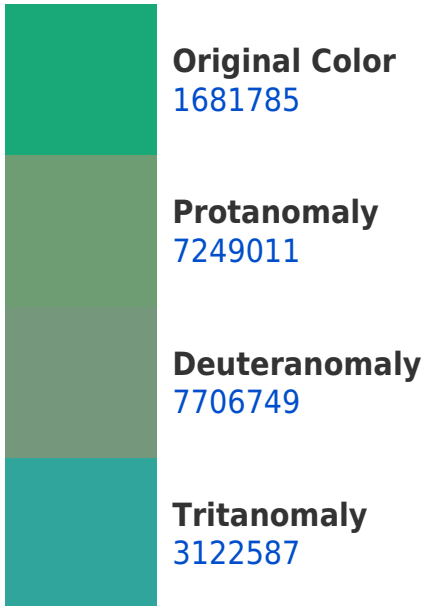 Original Color
1681785
Protanomaly
7249011
Deuteranomaly
7706749
Tritanomaly
3122587